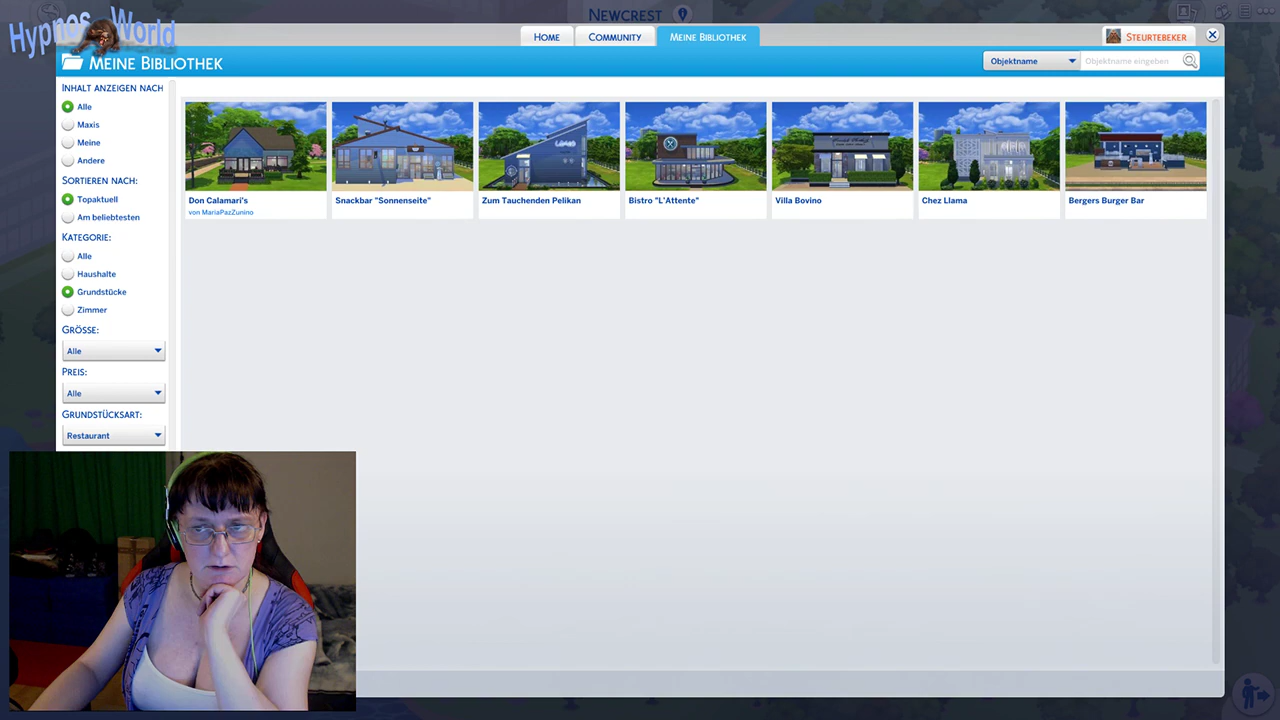 Hypnos World
NEWCREST
HOME
COMMUNITY
MEINE BIBLIOTHEK
STEURTEBEKER
MEINE BIBLIOTHEK
Objektname
Objektname eingeben
INHALT ANZEIGEN NACH
Alle
Maxis
Meine
Andere
SORTIEREN NACH:
Topaktuell
Am beliebtesten
KATEGORIE:
Alle
Haushalte
Grundstücke
Zimmer
GRÖSSE:
Alle
PREIS:
Alle
GRUNDSTÜCKSART:
Restaurant
Don Calamari's
von MariaPazZunino
Snackbar "Sonnenseite"
Zum Tauchenden Pelikan
Bistro "L'Attente"
Villa Bovino
Chez Llama
Bergers Burger Bar